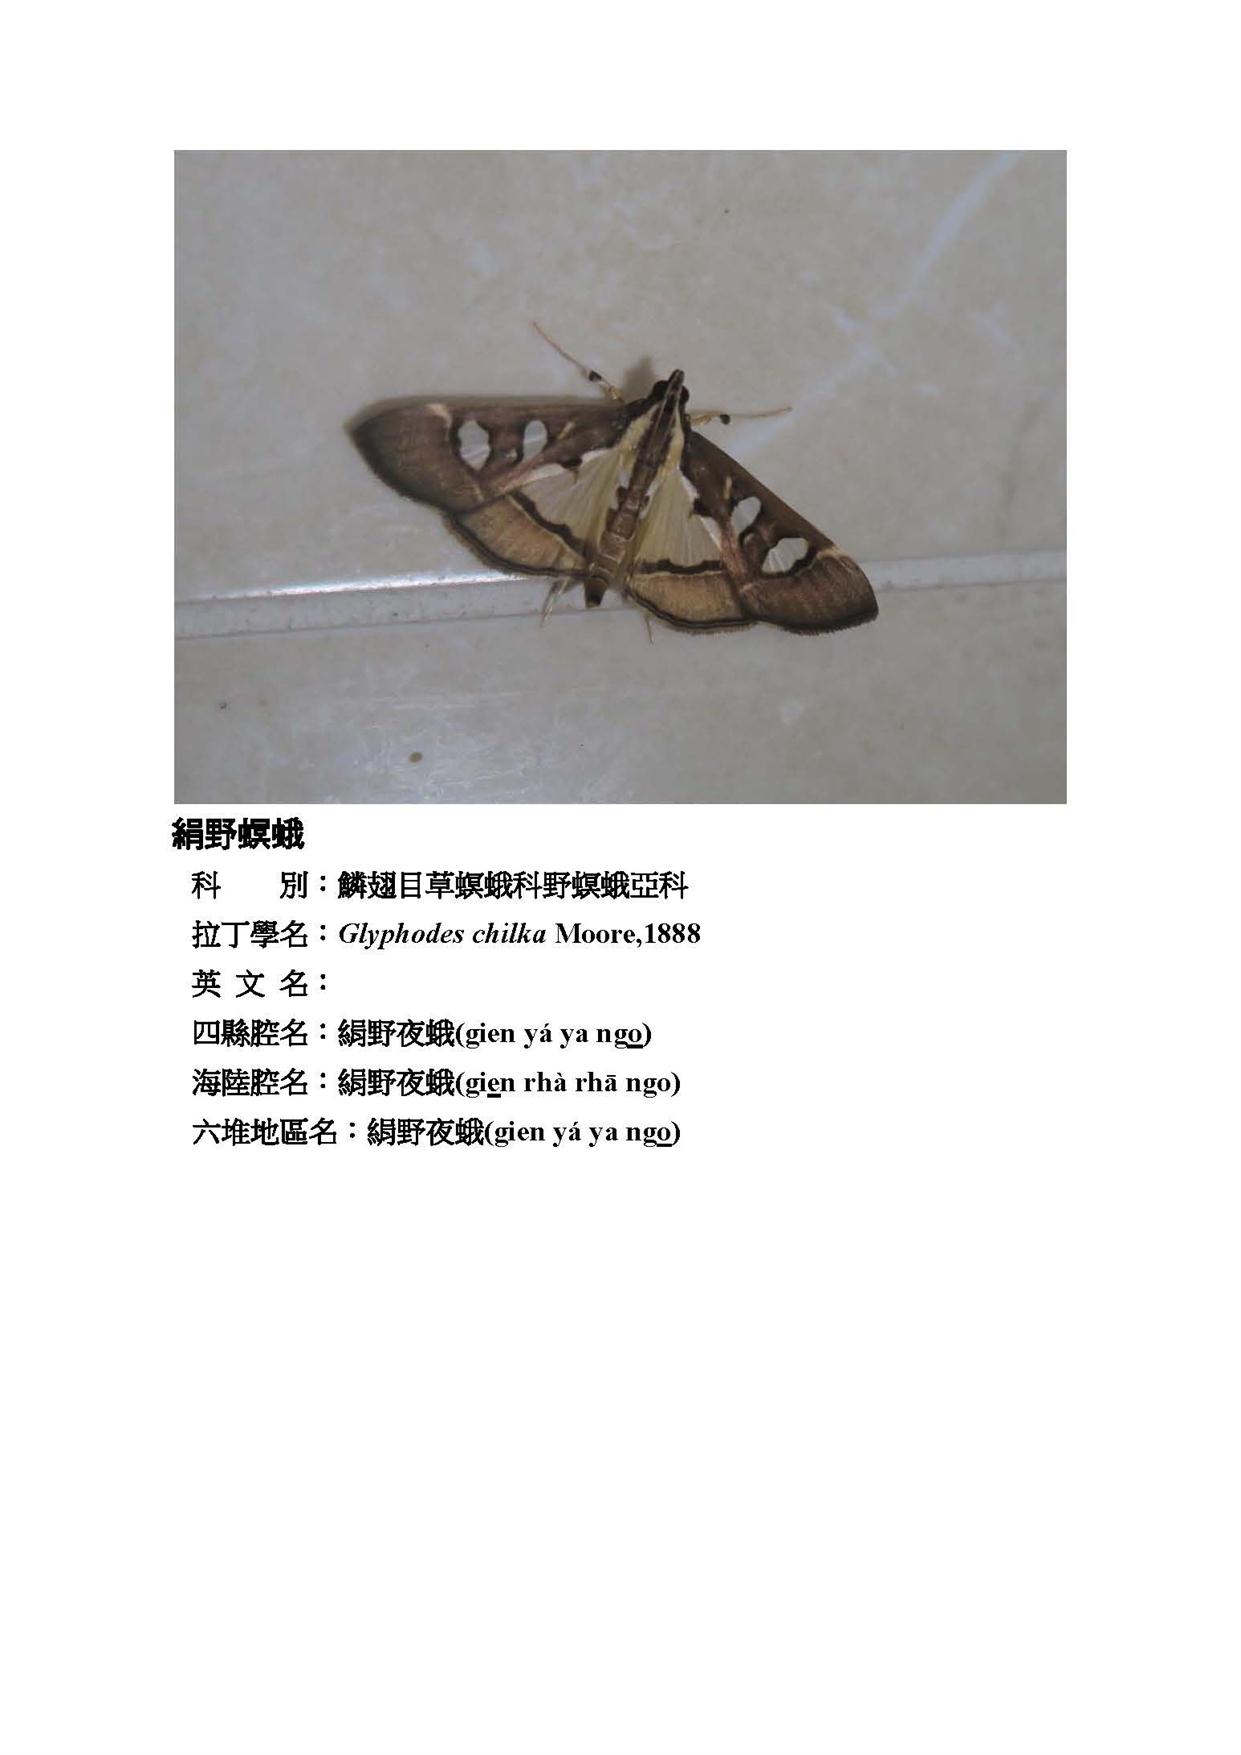 絹野螟蛾
科　　別：鱗翅目草螟蛾科野螟蛾亞科
拉丁學名：Glyphodes chilka Moore,1888
英 文 名：
四縣腔名：絹野夜蛾(gien yá ya ngo)
海陸腔名：絹野夜蛾(gien rhà rhā ngo)
六堆地區名：絹野夜蛾(gien yá ya ngo)